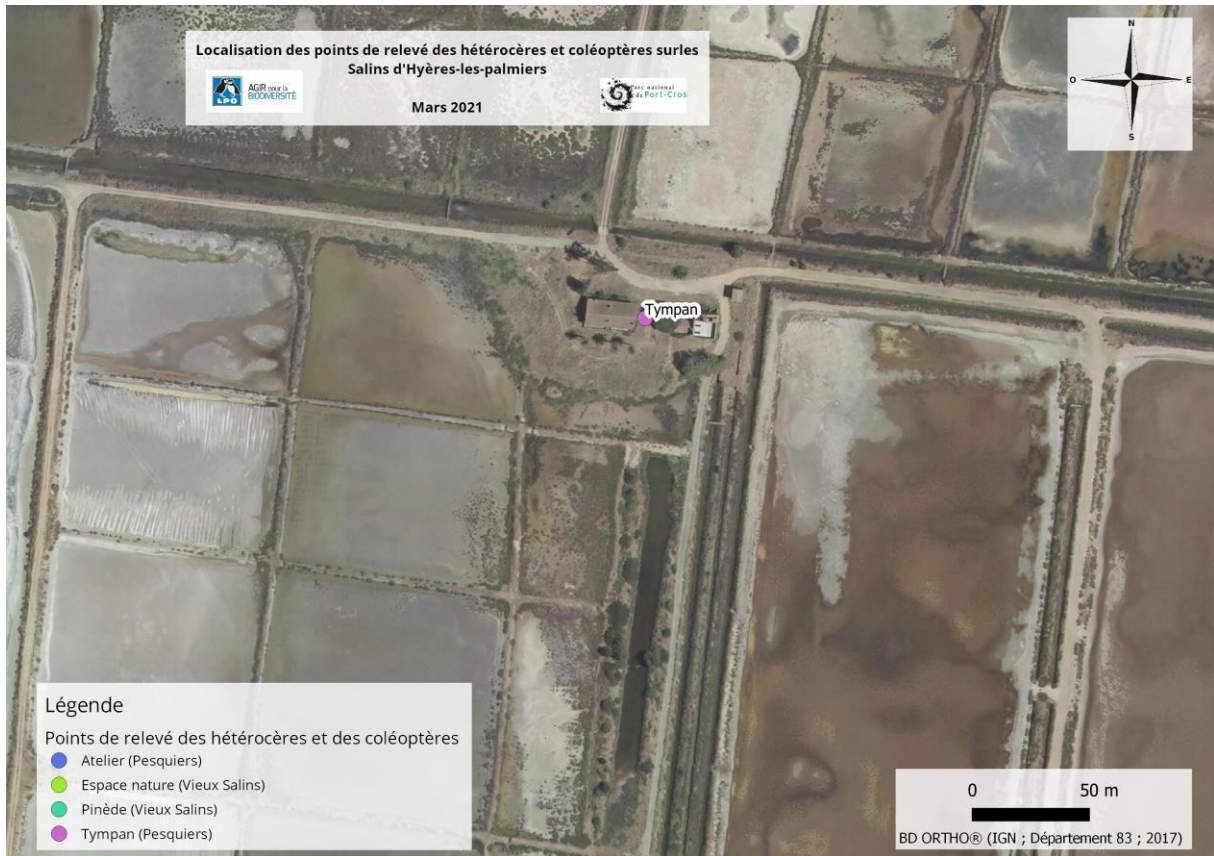 Localisation des points de relevé des hétérocères et coléoptères surles
Salins d'Hyères-les-palmiers
LPO
AGIR pour la
BIODIVERSITÉ
Parc national
de Port-Cros
Mars 2021
N
O
E
S
Tympan
Légende
Points de relevé des hétérocères et des coléoptères
Atelier (Pesquiers)
Espace nature (Vieux Salins)
Pinède (Vieux Salins)
Tympan (Pesquiers)
0 50 m
BD ORTHO® (IGN ; Département 83 ; 2017)